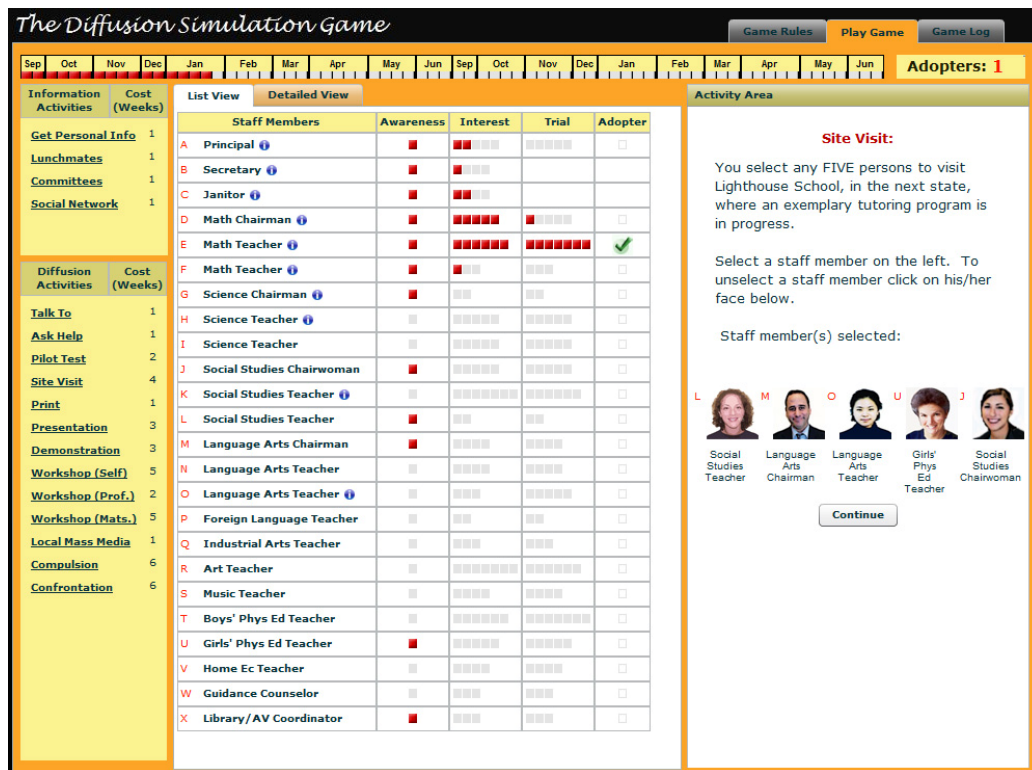 The Diffusion Simulation Game
Game Rules
Play Game
Game Log
Sep Oct Nov Dec Jan Feb Mar Apr May Jun Sep Oct Nov Dec Jan Feb Mar Apr May Jun
Adopters: 1
Information Activities Cost (Weeks)
Get Personal Info 1
Lunchmates 1
Committees 1
Social Network 1
Diffusion Activities Cost (Weeks)
Talk To 1
Ask Help 1
Pilot Test 2
Site Visit 4
Print 1
Presentation 3
Demonstration 3
Workshop (Self) 5
Workshop (Prof.) 2
Workshop (Mats.) 5
Local Mass Media 1
Compulsion 6
Confrontation 6
List View Detailed View
Staff Members Awareness Interest Trial Adopter
A Principal i
B Secretary i
C Janitor i
D Math Chairman i
E Math Teacher i
F Math Teacher i
G Science Chairman i
H Science Teacher i
I Science Teacher
J Social Studies Chairwoman
K Social Studies Teacher i
L Social Studies Teacher
M Language Arts Chairman
N Language Arts Teacher
O Language Arts Teacher i
P Foreign Language Teacher
Q Industrial Arts Teacher
R Art Teacher
S Music Teacher
T Boys' Phys Ed Teacher
U Girls' Phys Ed Teacher
V Home Ec Teacher
W Guidance Counselor
X Library/AV Coordinator
Activity Area
Site Visit:
You select any FIVE persons to visit
Lighthouse School, in the next state,
where an exemplary tutoring program is
in progress.
Select a staff member on the left. To
unselect a staff member click on his/her
face below.
Staff member(s) selected:
L M O U J
Social Studies Teacher
Language Arts Chairman
Language Arts Teacher
Girls' Phys Ed Teacher
Social Studies Chairwoman
Continue